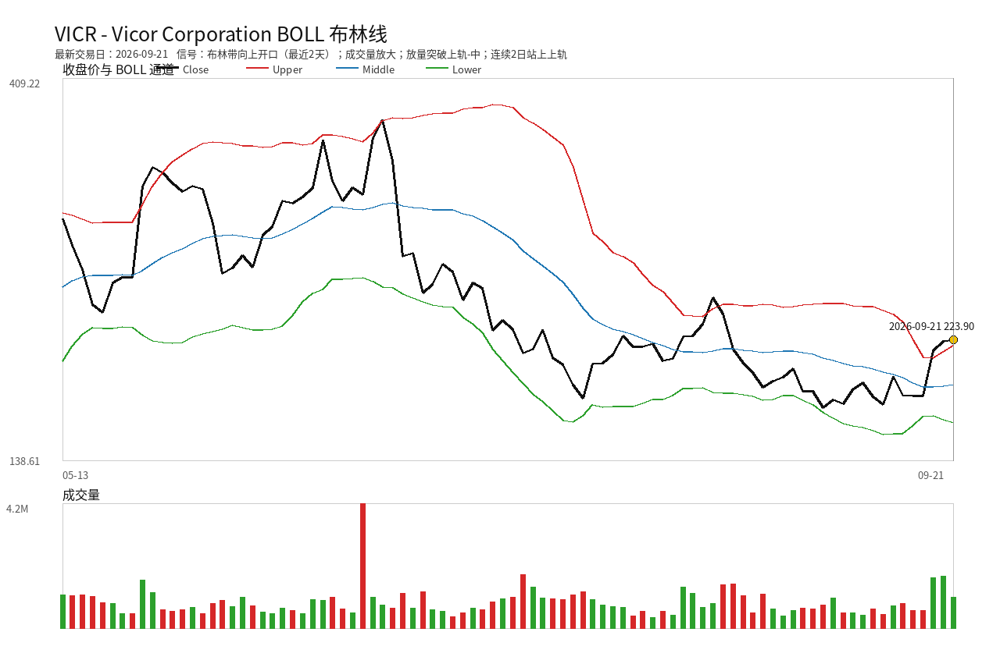 VICR - Vicor Corporation BOLL 布林线
最新交易日：2026-09-21 信号：布林带向上开口（最近2天）；成交量放大；放量突破上轨-中；连续2日站上上轨
收盘价与 BOLL 通道 Close Upper Middle Lower
409.22
2026-09-21 223.90
138.61
05-13 09-21
成交量
4.2M